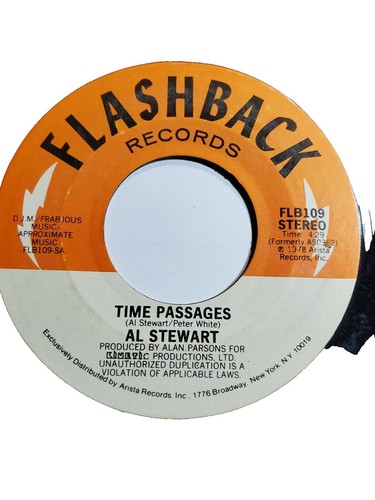 FLASHBACK
RECORDS
D.J.M./FRABJOUS
MUSIC/
APPROXIMATE
MUSIC
FLB109-SA
FLB109
STEREO
Time: 4:29
(Formerly AS0362)
℗ 1978 Arista
Records, Inc.
TIME PASSAGES
(Al Stewart/Peter White)
AL STEWART
PRODUCED BY ALAN PARSONS FOR
KINETIC PRODUCTIONS, LTD.
UNAUTHORIZED DUPLICATION IS A
VIOLATION OF APPLICABLE LAWS.
Exclusively Distributed by Arista Records, Inc., 1776 Broadway, New York, N.Y. 10019